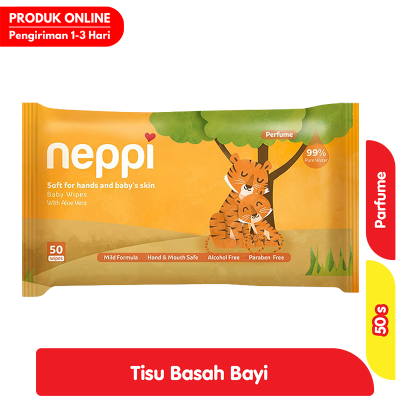 PRODUK ONLINE
Pengiriman 1-3 Hari
neppi
Soft for hands and baby's skin
Baby Wipes
With Aloe Vera
Perfume
99%
Pure Water
50
wipes
Mild Formula
Hand & Mouth Safe
Alcohol Free
Paraben Free
Parfume
50 s
Tisu Basah Bayi